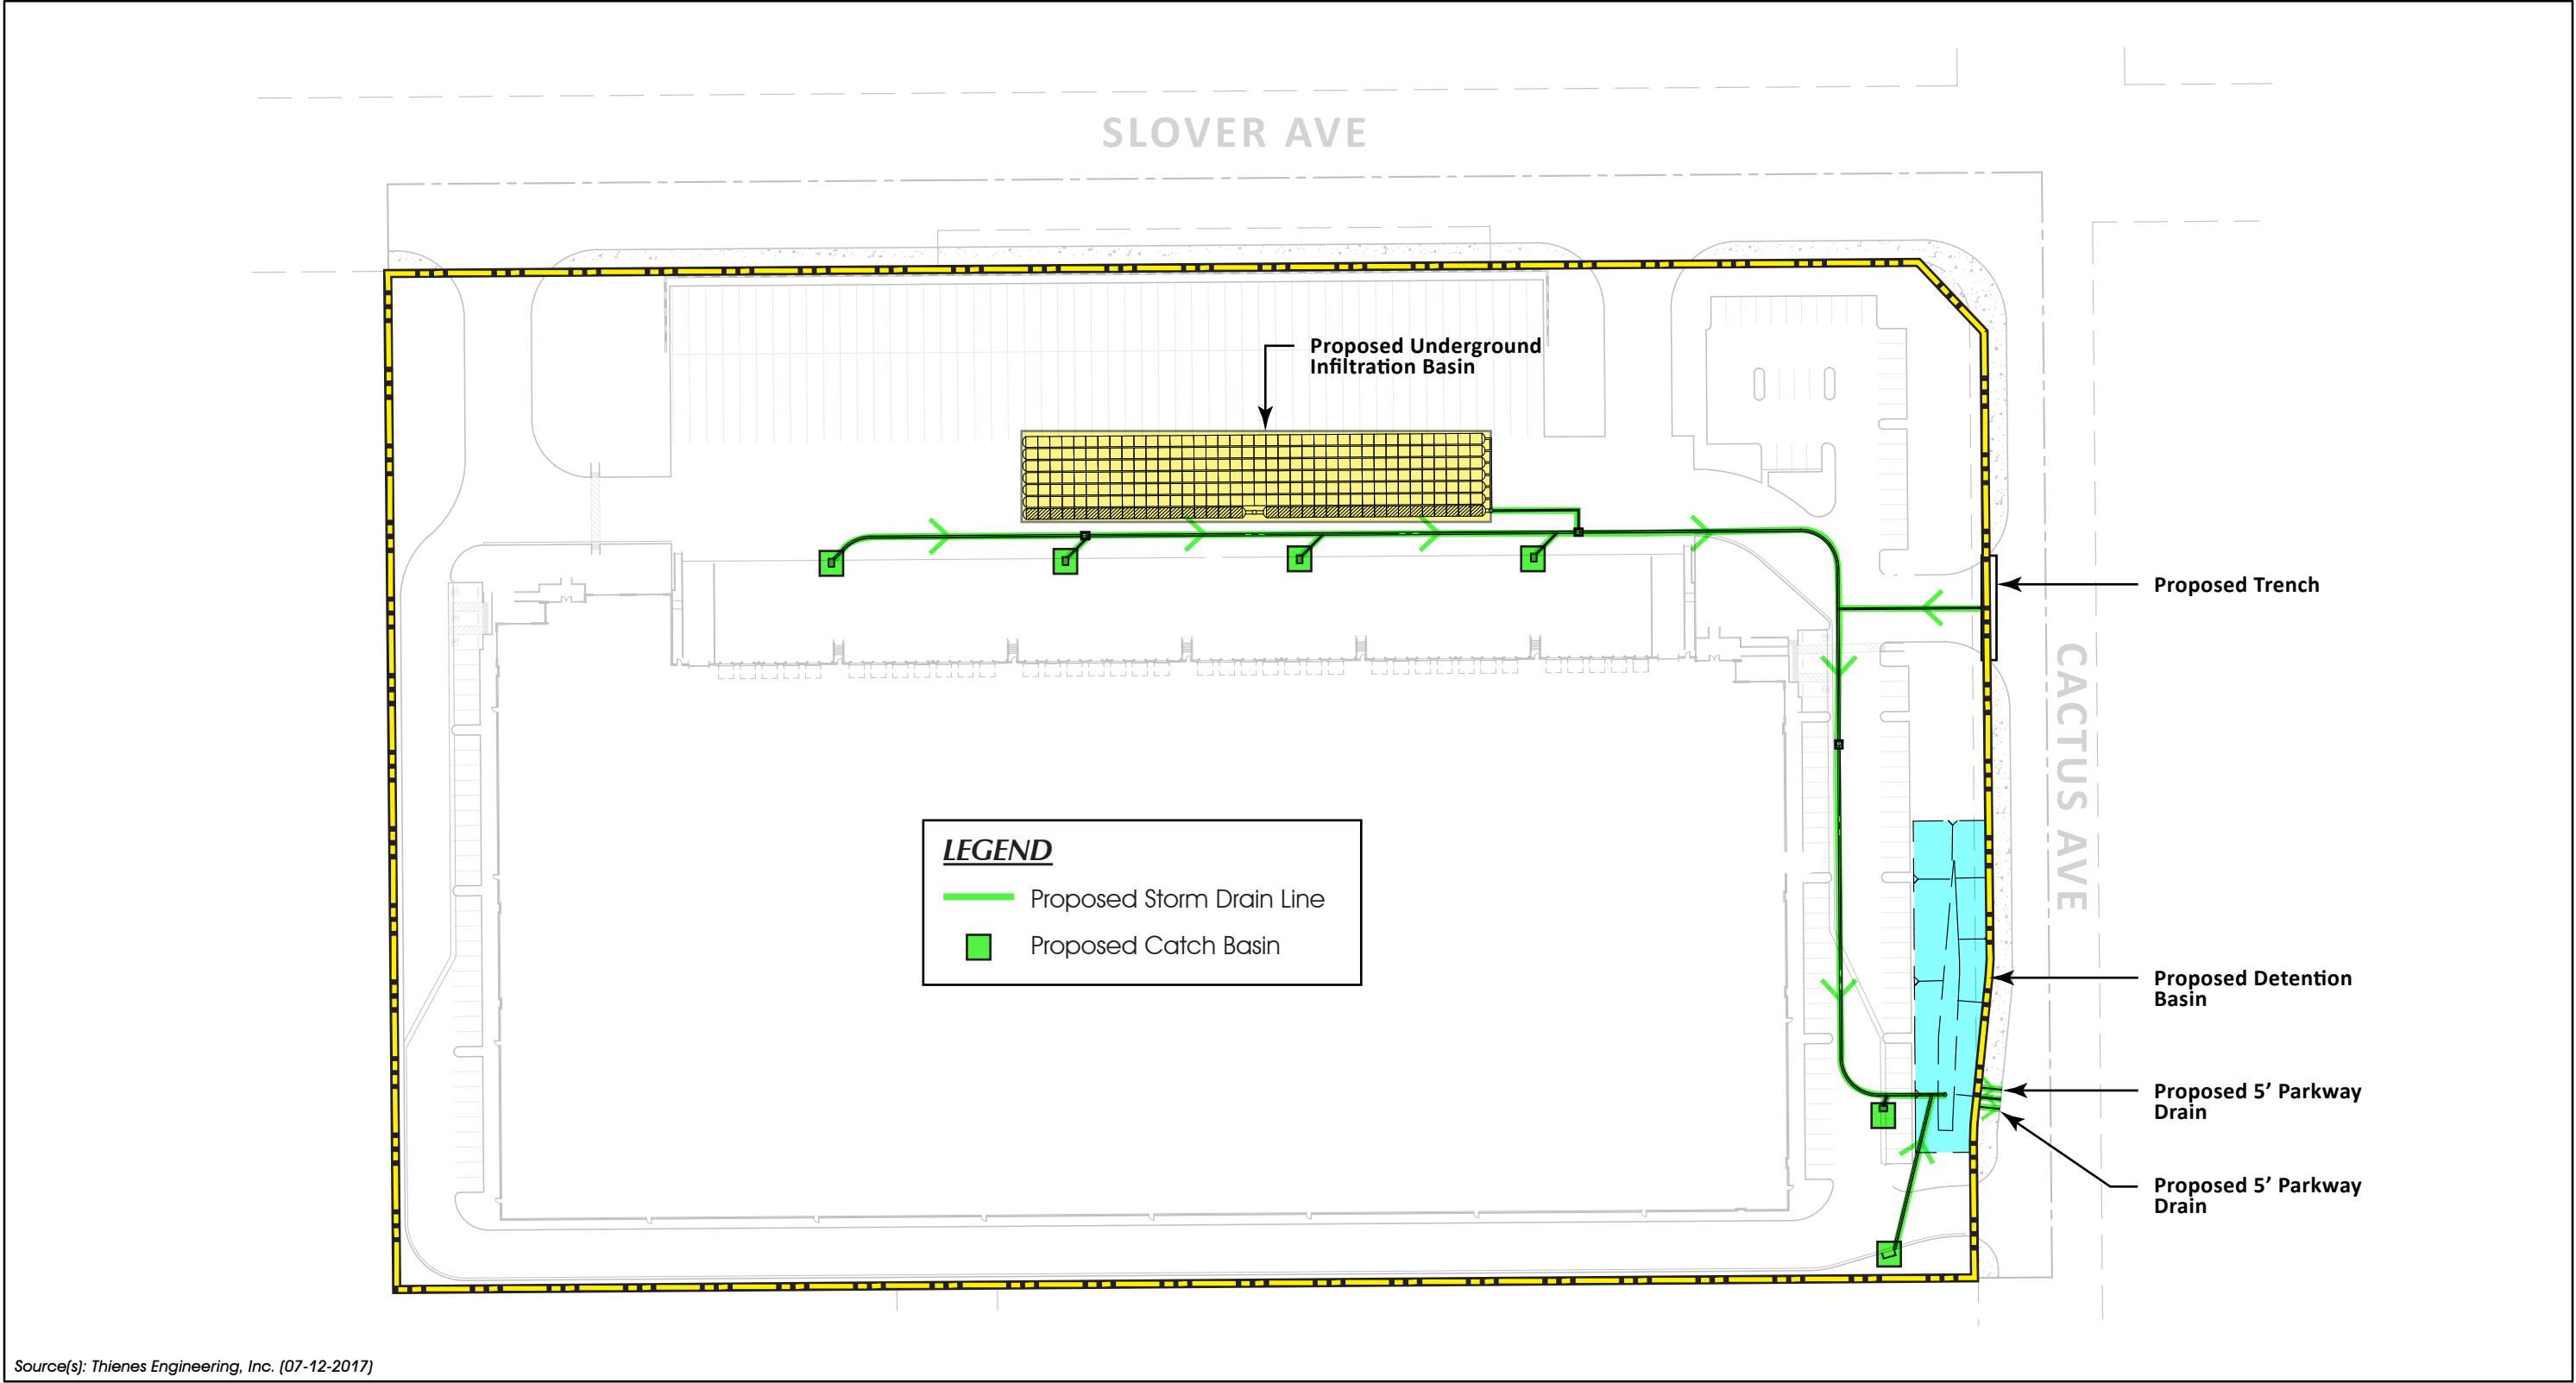 SLOVER AVE
Proposed Underground
Infiltration Basin
Proposed Trench
CACTUS AVE
LEGEND
Proposed Storm Drain Line
Proposed Catch Basin
Proposed Detention
Basin
Proposed 5’ Parkway
Drain
Proposed 5’ Parkway
Drain
Source(s): Thienes Engineering, Inc. (07-12-2017)